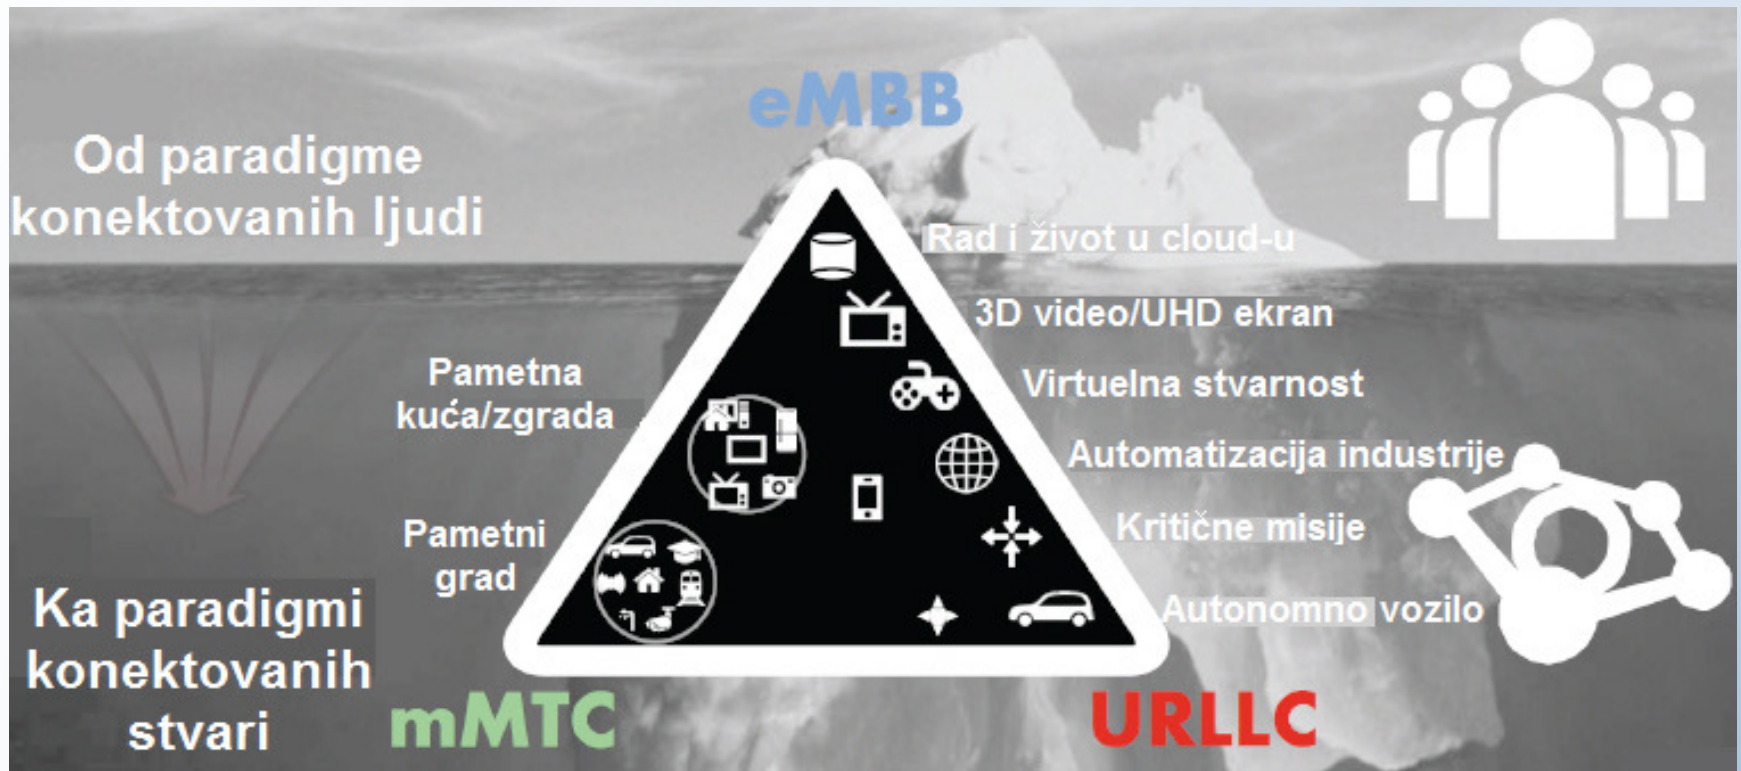 eMBB
Od paradigme
konektovanih ljudi
Rad i život u cloud-u
3D video/UHD ekran
Pametna
kuća/zgrada
Virtuelna stvarnost
Automatizacija industrije
Pametni
grad
Kritične misije
Autonomno vozilo
Ka paradigmi
konektovanih
stvari
mMTC
URLLC